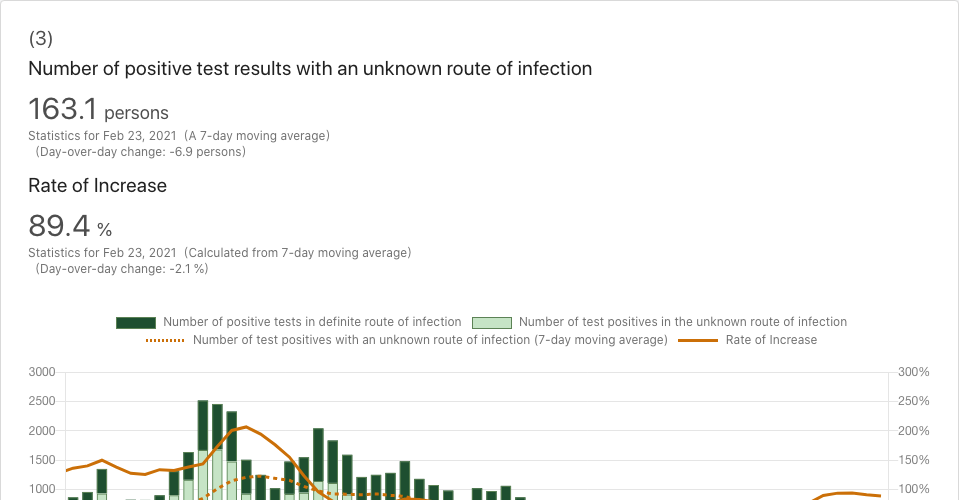 (3)
Number of positive test results with an unknown route of infection
163.1 persons
Statistics for Feb 23, 2021 (A 7-day moving average)
(Day-over-day change: -6.9 persons)
Rate of Increase
89.4 %
Statistics for Feb 23, 2021 (Calculated from 7-day moving average)
(Day-over-day change: -2.1 %)
Number of positive tests in definite route of infection Number of test positives in the unknown route of infection
Number of test positives with an unknown route of infection (7-day moving average) Rate of Increase
3000 300%
2500 250%
2000 200%
1500 150%
1000 100%